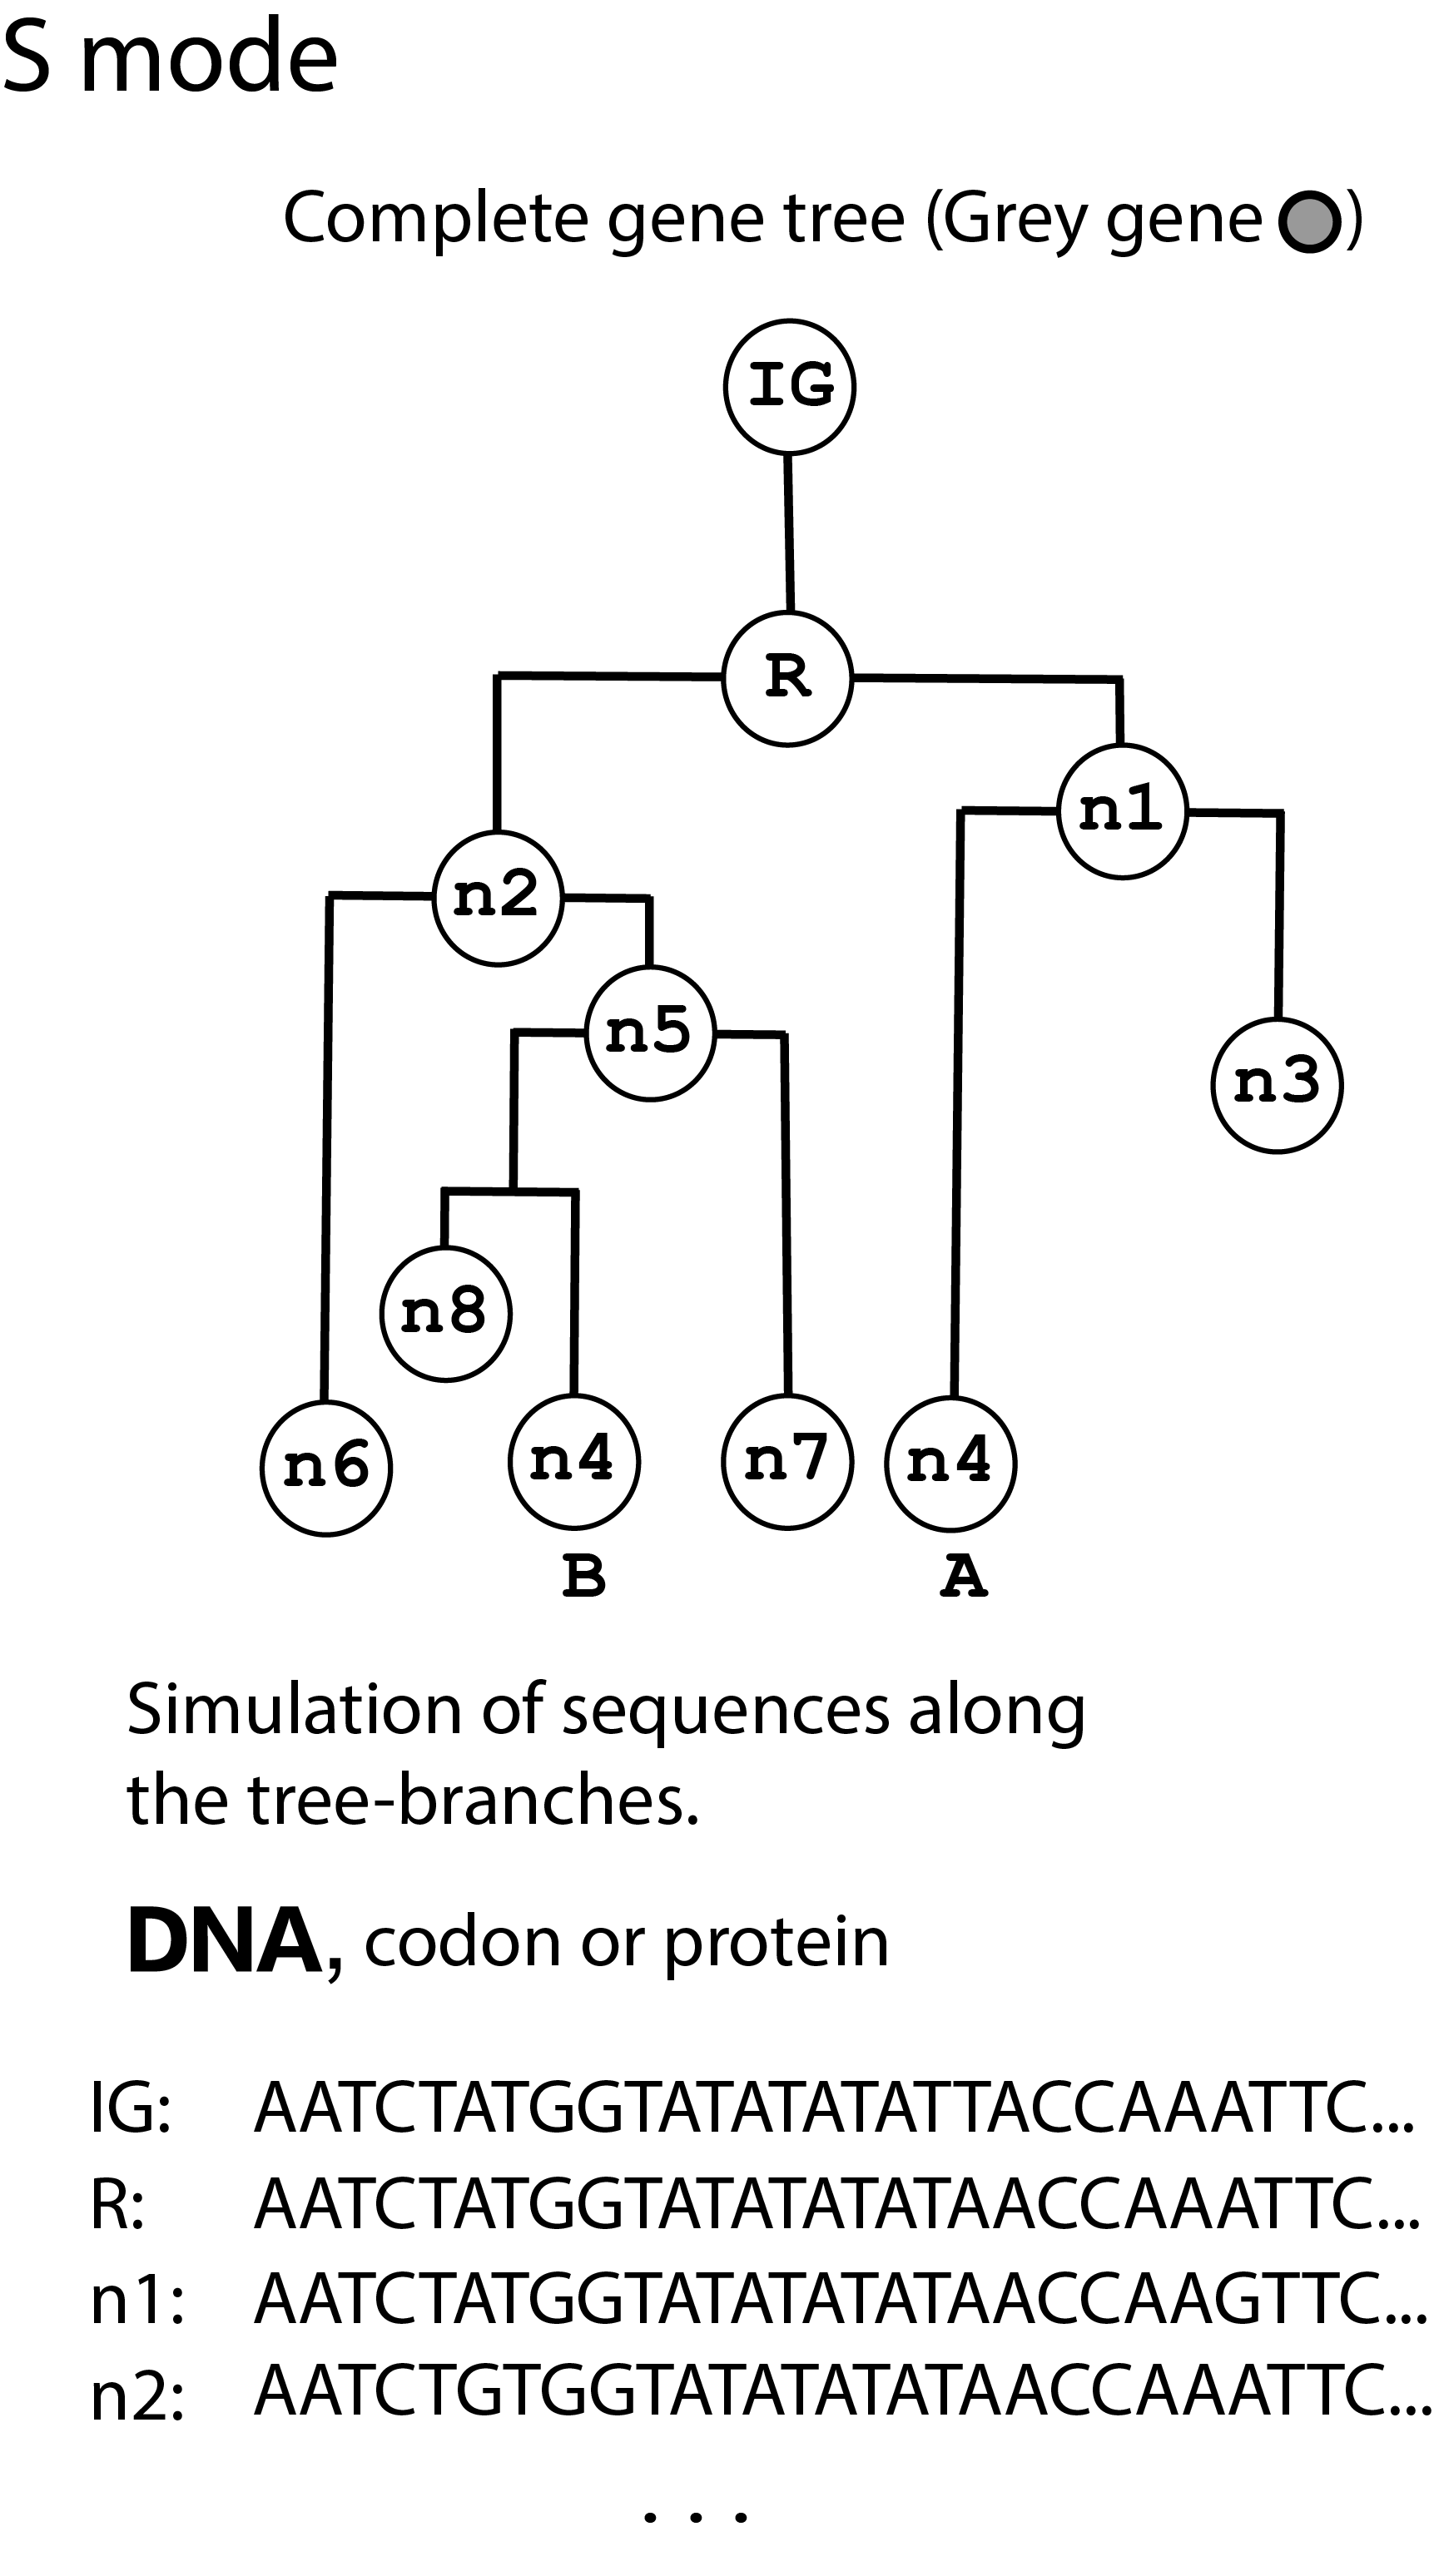 S mode
Complete gene tree (Grey gene )
IG
R
n1
n2
n5
n3
n8
n6
n4
n7
n4
B
A
Simulation of sequences along
the tree-branches.
DNA, codon or protein
IG: AATCTATGGTATATATATTACCAAATTC...
R: AATCTATGGTATATATATAACCAAATTC...
n1: AATCTATGGTATATATATAACCAAGTTC...
n2: AATCTGTGGTATATATATAACCAAATTC...
. . .